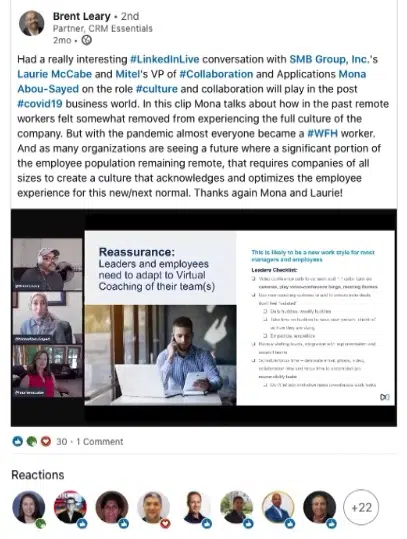 Brent Leary • 2nd
Partner, CRM Essentials
2mo •
Had a really interesting #LinkedInLive conversation with SMB Group, Inc.'s
Laurie McCabe and Mitel's VP of #Collaboration and Applications Mona
Abou-Sayed on the role #culture and collaboration will play in the post
#covid19 business world. In this clip Mona talks about how in the past remote
workers felt somewhat removed from experiencing the full culture of the
company. But with the pandemic almost everyone became a #WFH worker.
And as many organizations are seeing a future where a significant portion of
the employee population remaining remote, that requires companies of all
sizes to create a culture that acknowledges and optimizes the employee
experience for this new/next normal. Thanks again Mona and Laurie!
Reassurance:
Leaders and employees
need to adapt to Virtual
Coaching of their team(s)
This is likely to be a new work style for most
managers and employees
Leaders Checklist:
30 · 1 Comment
Reactions
+22